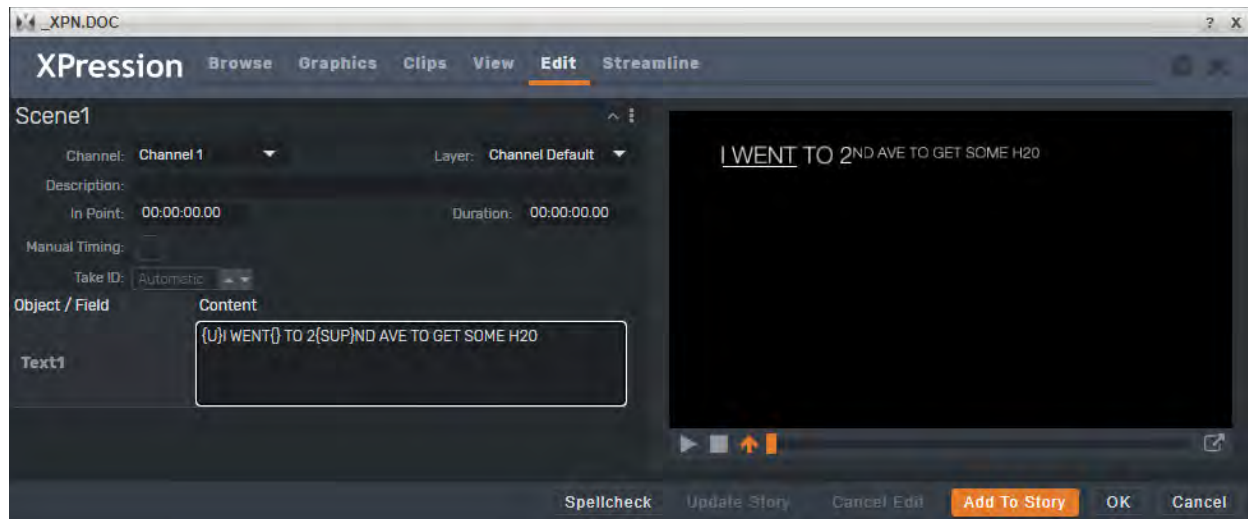 _XPN.DOC ? X
XPression Browse Graphics Clips View Edit Streamline
Scene1
Channel: Channel 1 Layer: Channel Default
Description:
In Point: 00:00:00.00 Duration: 00:00:00.00
Manual Timing:
Take ID: Automatic
Object / Field Content
Text1 {U}I WENT{} TO 2{SUP}ND AVE TO GET SOME H20
I WENT TO 2ND AVE TO GET SOME H20
Spellcheck Update Story Cancel Edit Add To Story OK Cancel